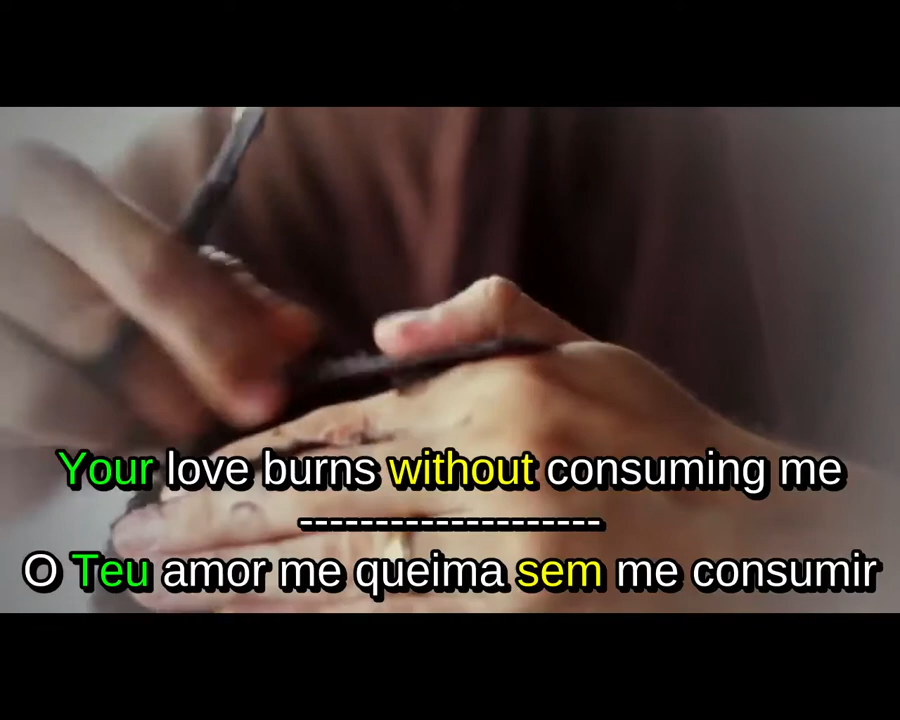 Your love burns without consuming me
--------------------
O Teu amor me queima sem me consumir